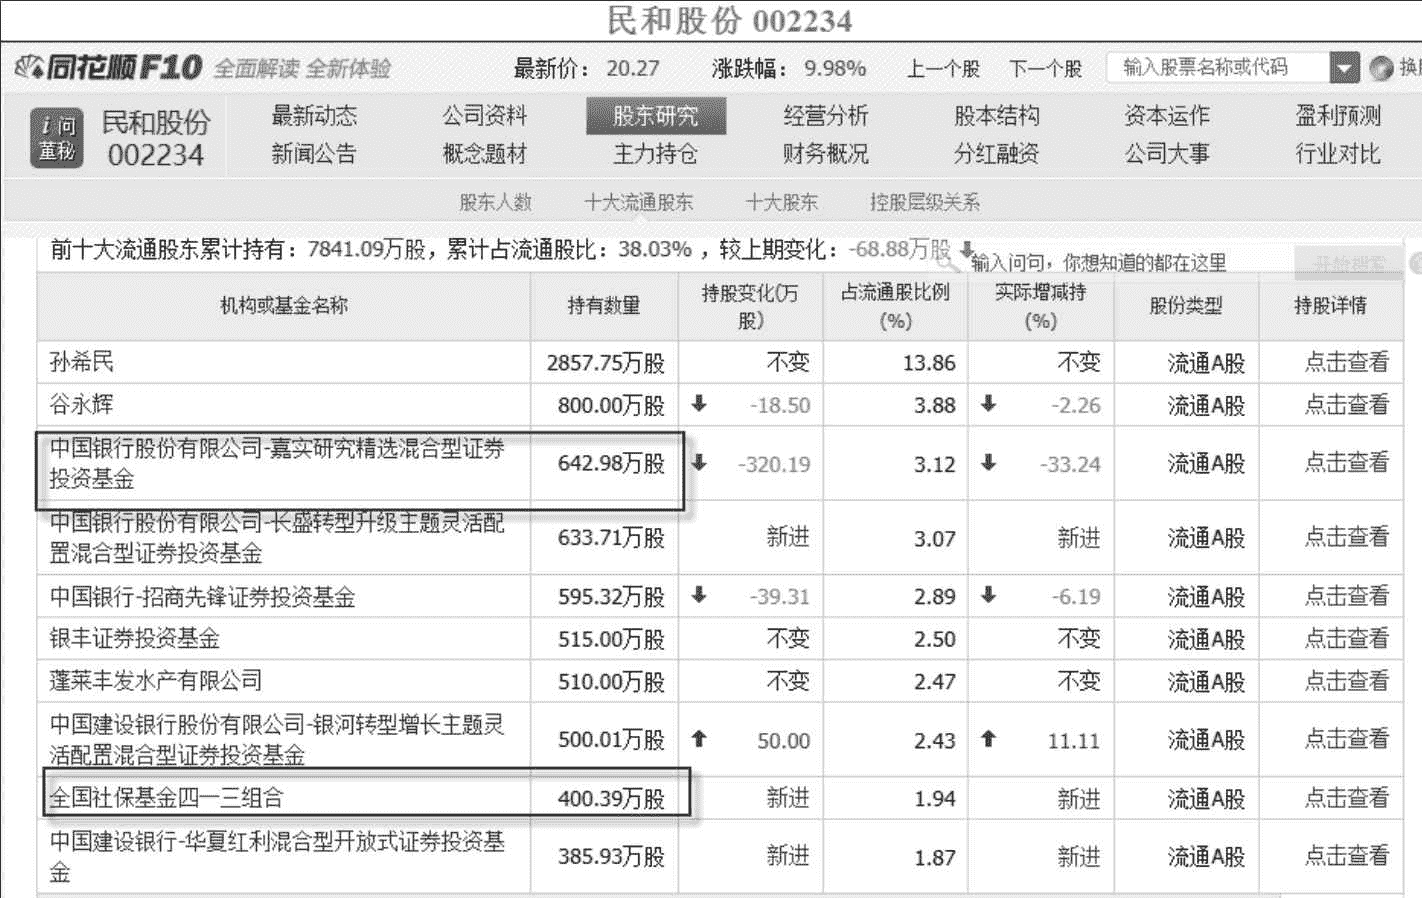 民和股份 002234
同花顺F10 全面解读 全新体验 最新价： 20.27 涨跌幅： 9.98% 上一个股 下一个股 输入股票名称或代码
i 问董秘 民和股份 002234
最新动态 公司资料 股东研究 经营分析 股本结构 资本运作 盈利预测
新闻公告 概念题材 主力持仓 财务概况 分红融资 公司大事 行业对比
股东人数 十大流通股东 十大股东 控股层级关系
前十大流通股东累计持有：7841.09万股，累计占流通股比：38.03%，较上期变化：-68.88万股
输入问句，你想知道的都在这里
机构或基金名称 持有数量 持股变化(万股) 占流通股比例(%) 实际增减持(%) 股份类型 持股详情
孙希民 2857.75万股 不变 13.86 不变 流通A股 点击查看
谷永辉 800.00万股 -18.50 3.88 -2.26 流通A股 点击查看
中国银行股份有限公司-嘉实研究精选混合型证券
投资基金 642.98万股 -320.19 3.12 -33.24 流通A股 点击查看
中国银行股份有限公司-长盛转型升级主题灵活配
置混合型证券投资基金 633.71万股 新进 3.07 新进 流通A股 点击查看
中国银行-招商先锋证券投资基金 595.32万股 -39.31 2.89 -6.19 流通A股 点击查看
银丰证券投资基金 515.00万股 不变 2.50 不变 流通A股 点击查看
蓬莱丰发水产有限公司 510.00万股 不变 2.47 不变 流通A股 点击查看
中国建设银行股份有限公司-银河转型增长主题灵
活配置混合型证券投资基金 500.01万股 50.00 2.43 11.11 流通A股 点击查看
全国社保基金四一三组合 400.39万股 新进 1.94 新进 流通A股 点击查看
中国建设银行-华夏红利混合型开放式证券投资基
金 385.93万股 新进 1.87 新进 流通A股 点击查看